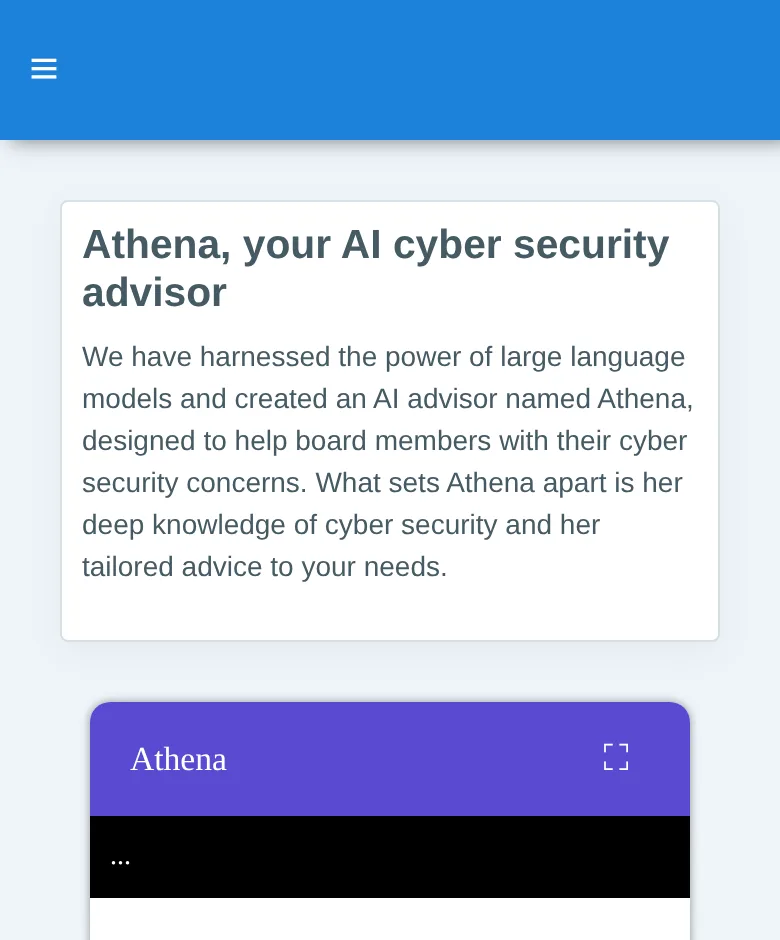 Athena, your AI cyber security
advisor
We have harnessed the power of large language
models and created an AI advisor named Athena,
designed to help board members with their cyber
security concerns. What sets Athena apart is her
deep knowledge of cyber security and her
tailored advice to your needs.
Athena
...